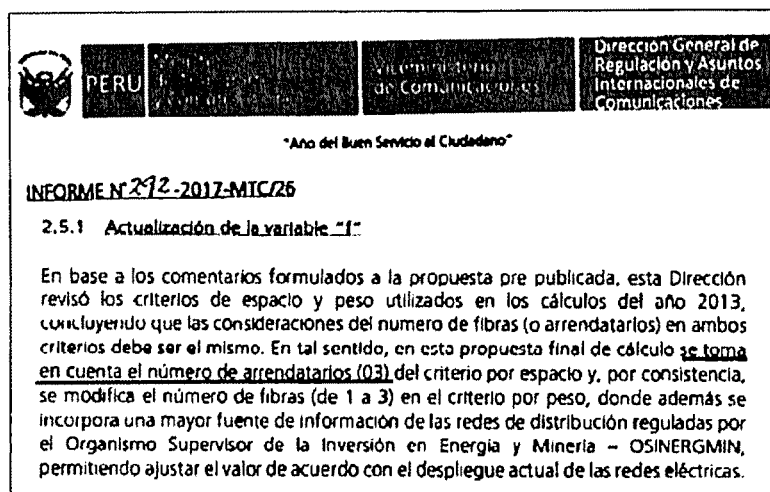 PERU
Viceministerio
de Comunicaciones
Dirección General de
Regulación y Asuntos
Internacionales de
Comunicaciones
"Año del Buen Servicio al Ciudadano"
INFORME N° 292-2017-MTC/26
2.5.1 Actualización de la variable "f"
En base a los comentarios formulados a la propuesta pre publicada, esta Dirección
revisó los criterios de espacio y peso utilizados en los cálculos del año 2013,
concluyendo que las consideraciones del numero de fibras (o arrendatarios) en ambos
criterios debe ser el mismo. En tal sentido, en esta propuesta final de cálculo se toma
en cuenta el número de arrendatarios (03) del criterio por espacio y, por consistencia,
se modifica el número de fibras (de 1 a 3) en el criterio por peso, donde además se
incorpora una mayor fuente de información de las redes de distribución reguladas por
el Organismo Supervisor de la Inversión en Energía y Minería – OSINERGMIN,
permitiendo ajustar el valor de acuerdo con el despliegue actual de las redes eléctricas.